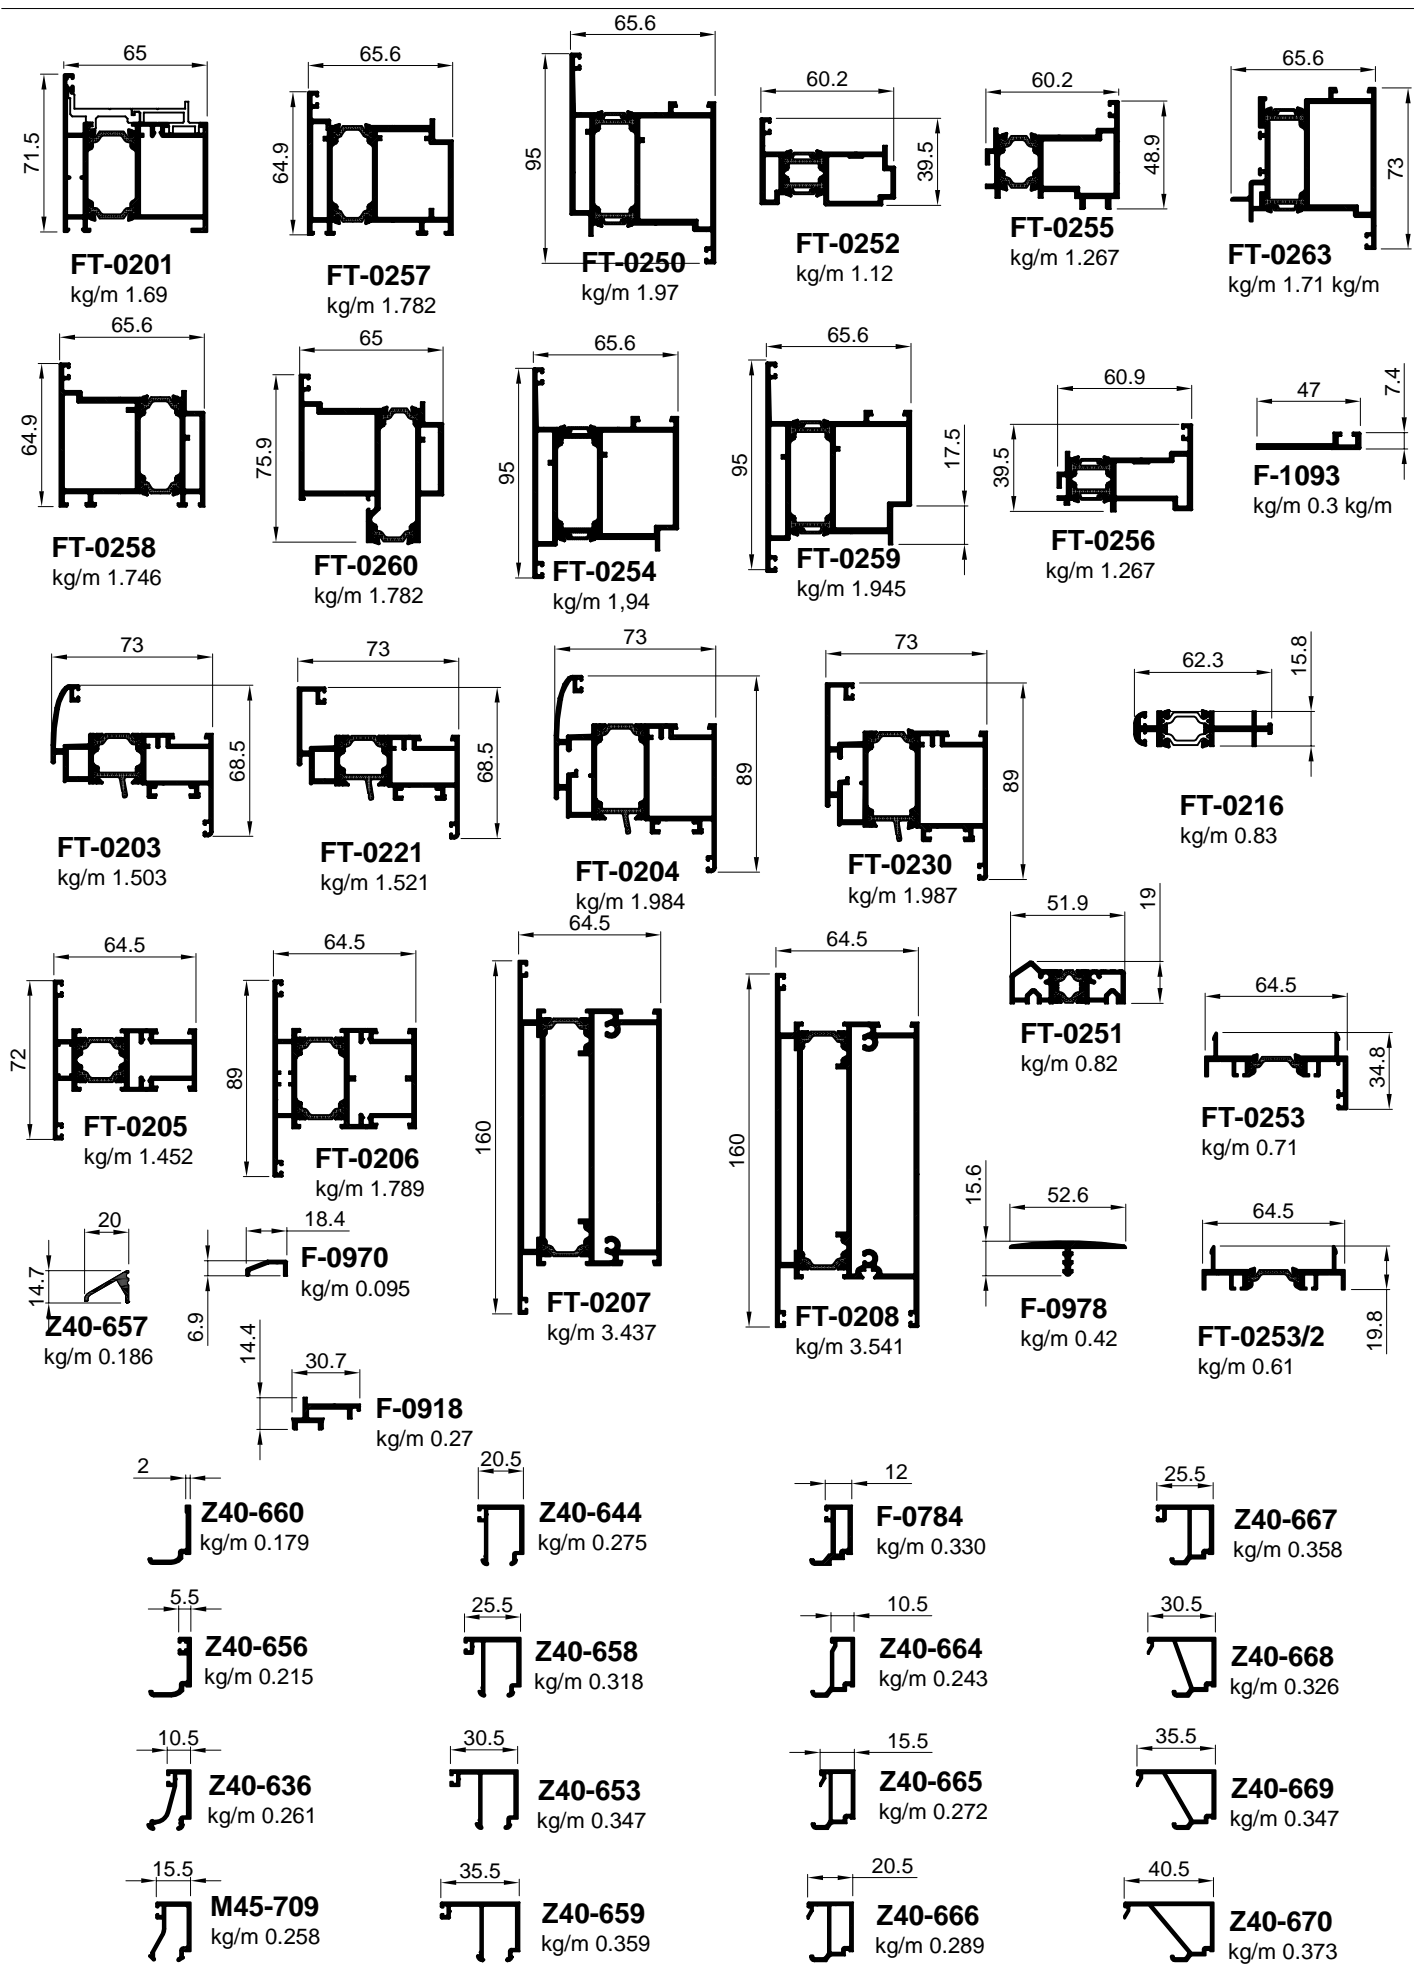 65
71.5
FT-0201
kg/m 1.69
65.6
64.9
FT-0257
kg/m 1.782
65.6
95
FT-0250
kg/m 1.97
60.2
39.5
FT-0252
kg/m 1.12
60.2
48.9
FT-0255
kg/m 1.267
65.6
73
FT-0263
kg/m 1.71 kg/m
65.6
64.9
FT-0258
kg/m 1.746
65
75.9
FT-0260
kg/m 1.782
65.6
95
FT-0254
kg/m 1,94
65.6
95
17.5
FT-0259
kg/m 1.945
60.9
39.5
FT-0256
kg/m 1.267
47
7.4
F-1093
kg/m 0.3 kg/m
73
68.5
FT-0203
kg/m 1.503
73
68.5
FT-0221
kg/m 1.521
73
89
FT-0204
kg/m 1.984
73
89
FT-0230
kg/m 1.987
62.3
15.8
FT-0216
kg/m 0.83
64.5
72
FT-0205
kg/m 1.452
64.5
89
FT-0206
kg/m 1.789
64.5
160
FT-0207
kg/m 3.437
64.5
160
FT-0208
kg/m 3.541
51.9
19
FT-0251
kg/m 0.82
64.5
34.8
FT-0253
kg/m 0.71
20
14.7
Z40-657
kg/m 0.186
18.4
6.9
F-0970
kg/m 0.095
52.6
15.6
F-0978
kg/m 0.42
64.5
19.8
FT-0253/2
kg/m 0.61
30.7
14.4
F-0918
kg/m 0.27
2
Z40-660
kg/m 0.179
20.5
Z40-644
kg/m 0.275
12
F-0784
kg/m 0.330
25.5
Z40-667
kg/m 0.358
5.5
Z40-656
kg/m 0.215
25.5
Z40-658
kg/m 0.318
10.5
Z40-664
kg/m 0.243
30.5
Z40-668
kg/m 0.326
10.5
Z40-636
kg/m 0.261
30.5
Z40-653
kg/m 0.347
15.5
Z40-665
kg/m 0.272
35.5
Z40-669
kg/m 0.347
15.5
M45-709
kg/m 0.258
35.5
Z40-659
kg/m 0.359
20.5
Z40-666
kg/m 0.289
40.5
Z40-670
kg/m 0.373